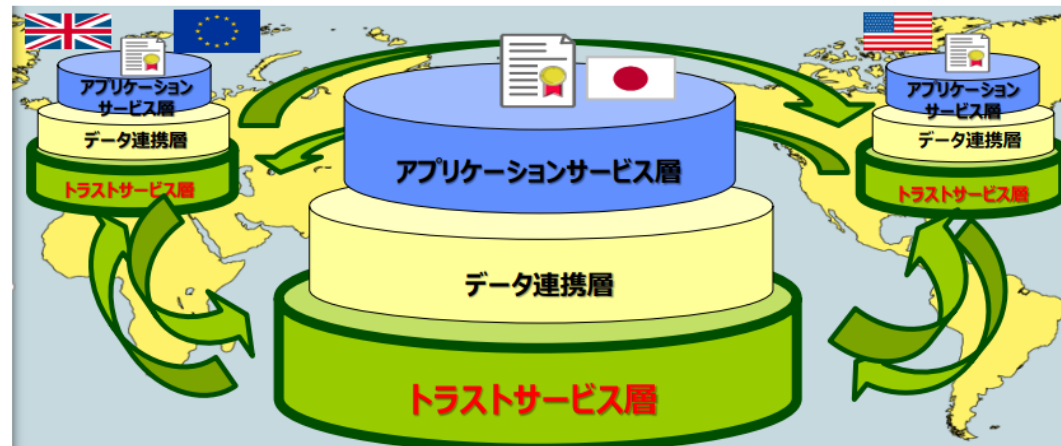 アプリケーション
サービス層
データ連携層
トラストサービス層
アプリケーションサービス層
データ連携層
トラストサービス層
アプリケーション
サービス層
データ連携層
トラストサービス層